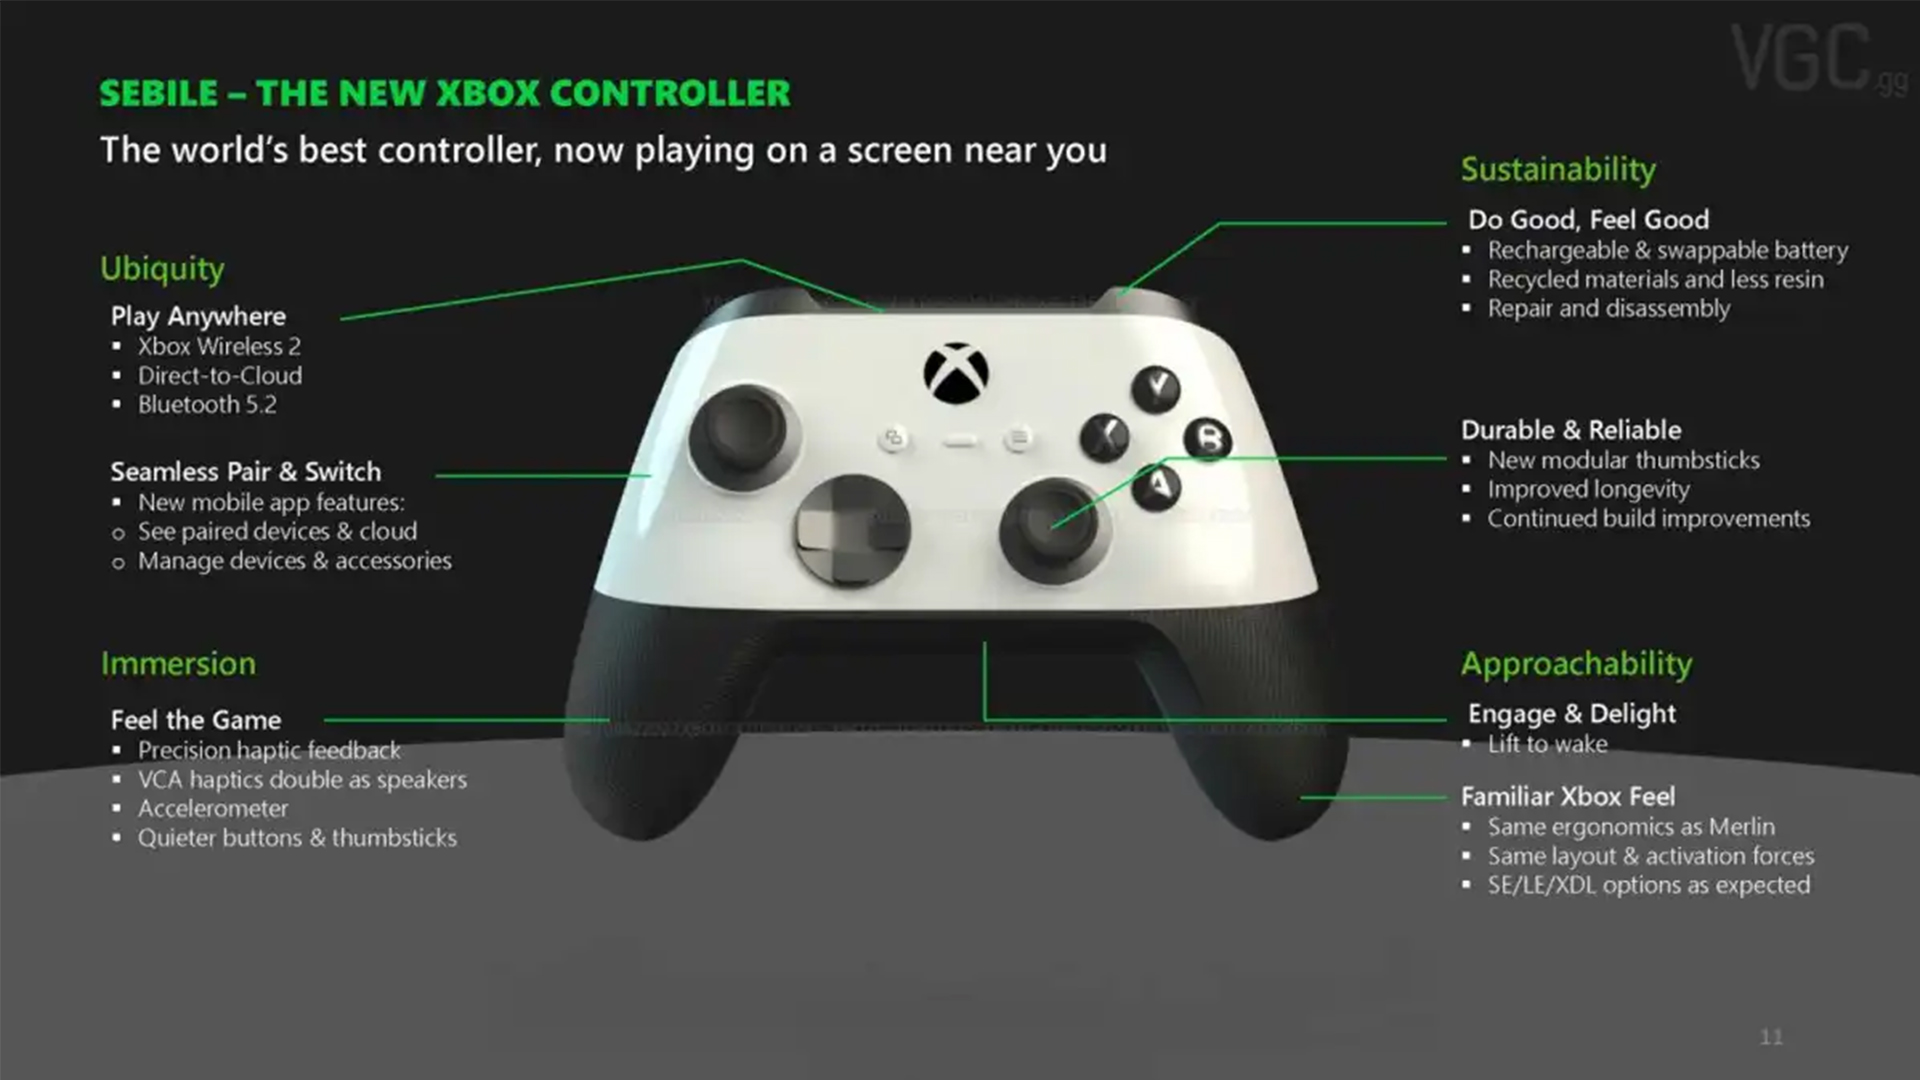 VGC.gg
SEBILE – THE NEW XBOX CONTROLLER
The world's best controller, now playing on a screen near you
Ubiquity
Play Anywhere
▪ Xbox Wireless 2
▪ Direct-to-Cloud
▪ Bluetooth 5.2
Seamless Pair & Switch
▪ New mobile app features:
o See paired devices & cloud
o Manage devices & accessories
Immersion
Feel the Game
▪ Precision haptic feedback
▪ VCA haptics double as speakers
▪ Accelerometer
▪ Quieter buttons & thumbsticks
Y
X
B
A
Sustainability
Do Good, Feel Good
▪ Rechargeable & swappable battery
▪ Recycled materials and less resin
▪ Repair and disassembly
Durable & Reliable
▪ New modular thumbsticks
▪ Improved longevity
▪ Continued build improvements
Approachability
Engage & Delight
▪ Lift to wake
Familiar Xbox Feel
▪ Same ergonomics as Merlin
▪ Same layout & activation forces
▪ SE/LE/XDL options as expected
11